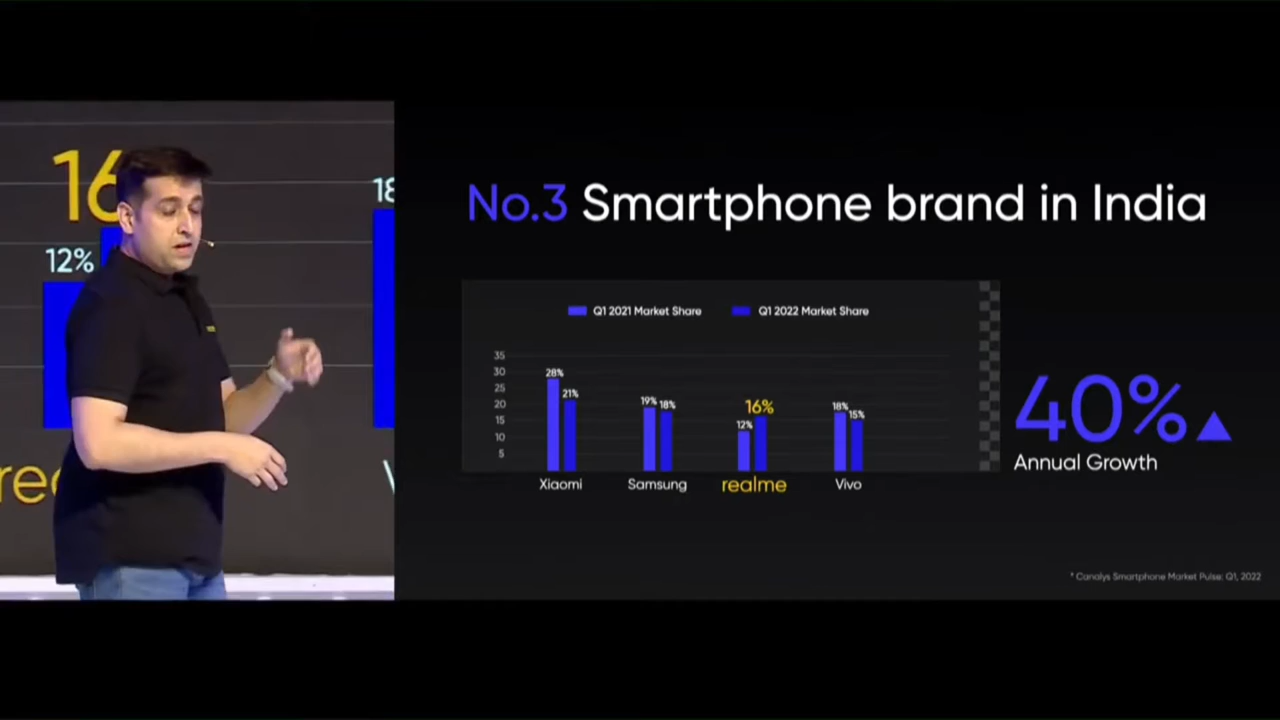 16
12%
18
rea
No.3 Smartphone brand in India
Q1 2021 Market Share Q1 2022 Market Share
35
30
25
20
15
10
5
28% 21% 19% 18% 12% 16% 18% 15%
Xiaomi Samsung realme Vivo
40%
Annual Growth
* Canalys Smartphone Market Pulse: Q1, 2022